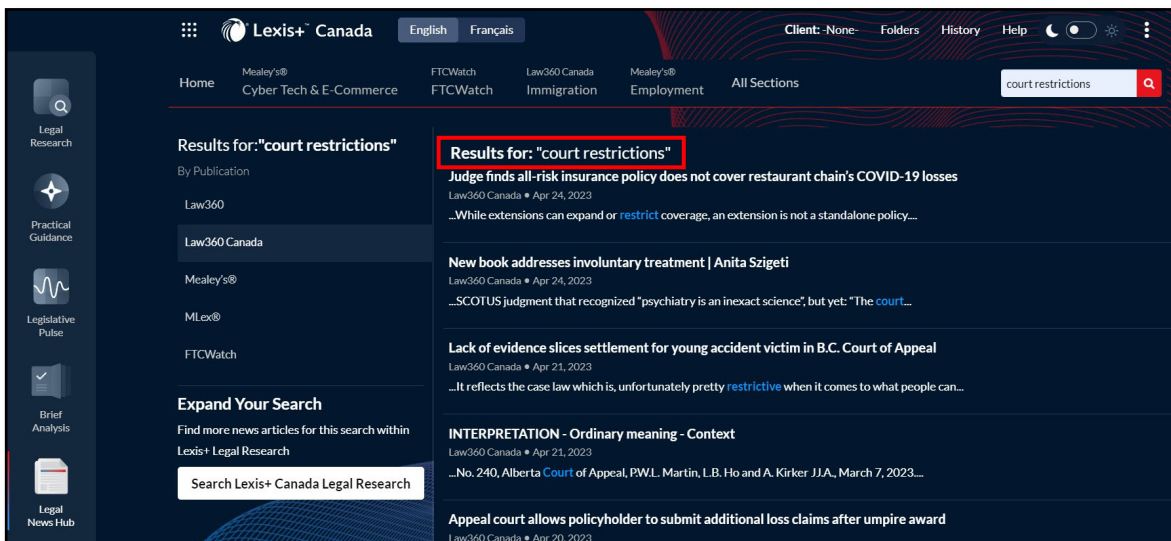 Lexis+™ Canada
English Français
Client: -None- Folders History Help
Home
Mealey's®
Cyber Tech & E-Commerce
FTCWatch
FTCWatch
Law360 Canada
Immigration
Mealey's®
Employment
All Sections
court restrictions
Legal
Research
Practical
Guidance
Legislative
Pulse
Brief
Analysis
Legal
News Hub
Results for:"court restrictions"
By Publication
Law360
Law360 Canada
Mealey's®
MLex®
FTCWatch
Expand Your Search
Find more news articles for this search within
Lexis+ Legal Research
Search Lexis+ Canada Legal Research
Results for: "court restrictions"
Judge finds all-risk insurance policy does not cover restaurant chain's COVID-19 losses
Law360 Canada • Apr 24, 2023
...While extensions can expand or restrict coverage, an extension is not a standalone policy....
New book addresses involuntary treatment | Anita Szigeti
Law360 Canada • Apr 24, 2023
...SCOTUS judgment that recognized "psychiatry is an inexact science", but yet: "The court...
Lack of evidence slices settlement for young accident victim in B.C. Court of Appeal
Law360 Canada • Apr 21, 2023
...It reflects the case law which is, unfortunately pretty restrictive when it comes to what people can...
INTERPRETATION - Ordinary meaning - Context
Law360 Canada • Apr 21, 2023
...No. 240, Alberta Court of Appeal, P.W.L. Martin, L.B. Ho and A. Kirker JJ.A., March 7, 2023....
Appeal court allows policyholder to submit additional loss claims after umpire award
Law360 Canada • Apr 20, 2023